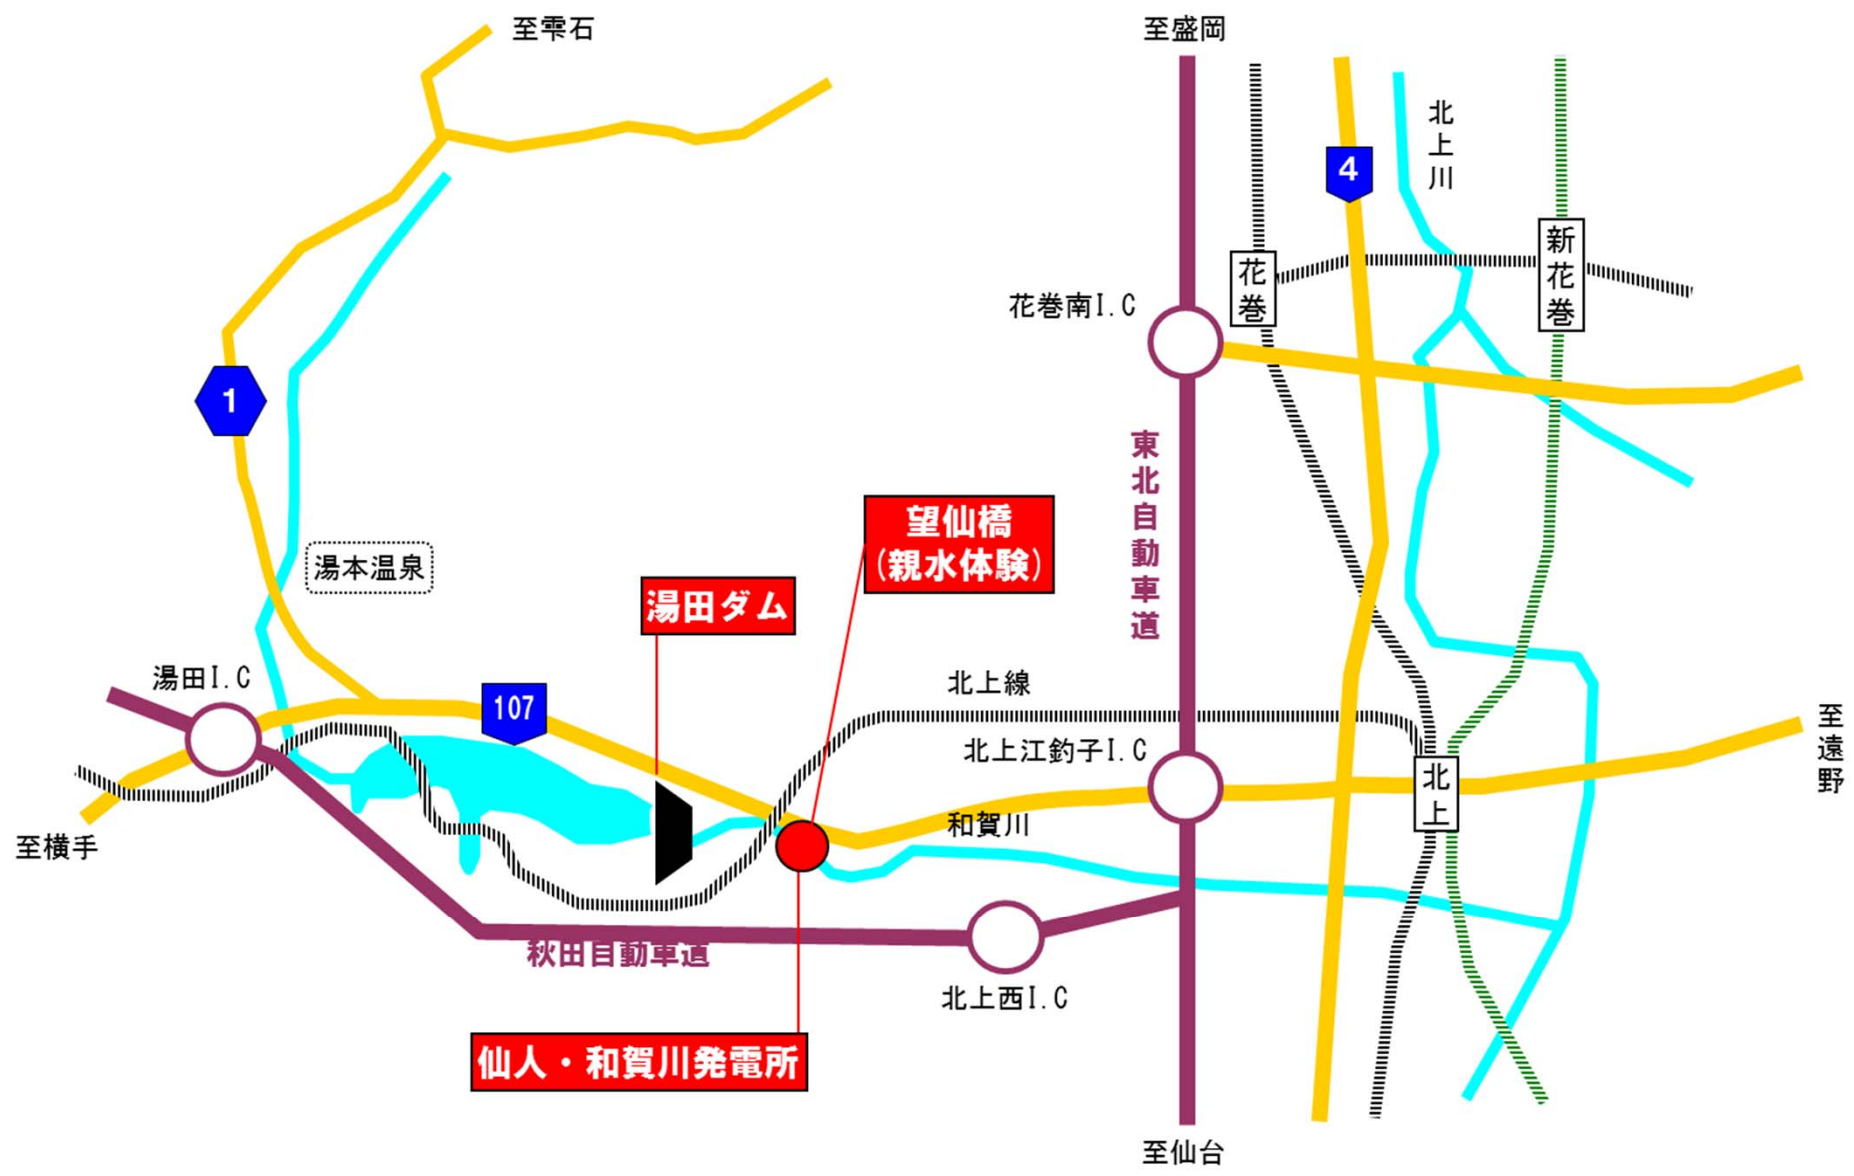 至雫石
至盛岡
北上川
4
新花巻
花巻
花巻南I.C
1
東北自動車道
望仙橋
(親水体験)
湯本温泉
湯田ダム
湯田I.C
北上線
107
至遠野
北上江釣子I.C
北上
和賀川
至横手
秋田自動車道
北上西I.C
仙人・和賀川発電所
至仙台